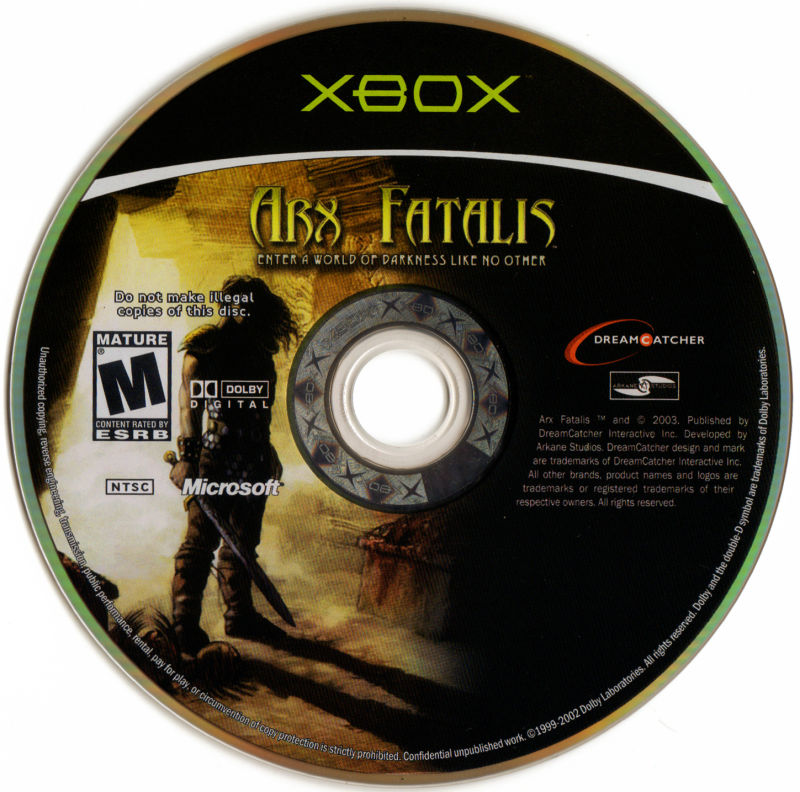 XBOX
ARX FATALIS™
ENTER A WORLD OF DARKNESS LIKE NO OTHER
Do not make illegal
copies of this disc.
MATURE
M
®
CONTENT RATED BY
ESRB
DOLBY
DIGITAL
NTSC
Microsoft®
DREAMCATCHER
ARKANE STUDIOS
Arx Fatalis ™ and © 2003. Published by
DreamCatcher Interactive Inc. Developed by
Arkane Studios. DreamCatcher design and mark
are trademarks of DreamCatcher Interactive Inc.
All other brands, product names and logos are
trademarks or registered trademarks of their
respective owners. All rights reserved.
Unauthorized copying, reverse engineering, transmission, public performance, rental, pay for play, or circumvention of copy protection is strictly prohibited. Confidential unpublished work. ©1999-2002 Dolby Laboratories. All rights reserved. Dolby and the double-D symbol are trademarks of Dolby Laboratories.